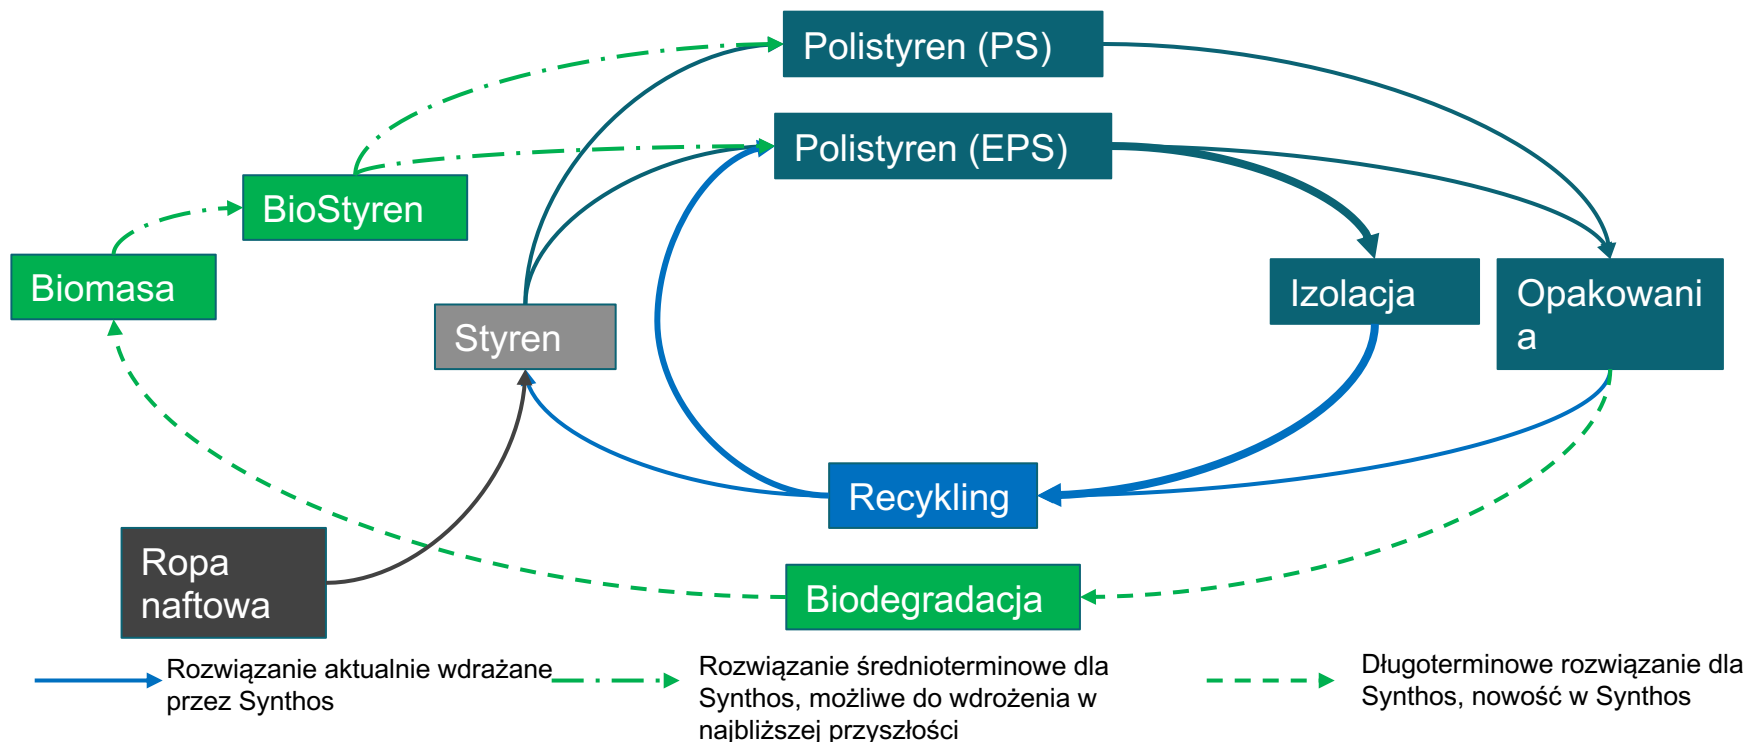 Polistyren (PS)
Polistyren (EPS)
BioStyren
Biomasa
Izolacja
Opakowani
a
Styren
Recykling
Ropa
naftowa
Biodegradacja
Rozwiązanie aktualnie wdrażane
przez Synthos
Rozwiązanie średnioterminowe dla
Synthos, możliwe do wdrożenia w
najbliższej przyszłości
Długoterminowe rozwiązanie dla
Synthos, nowość w Synthos